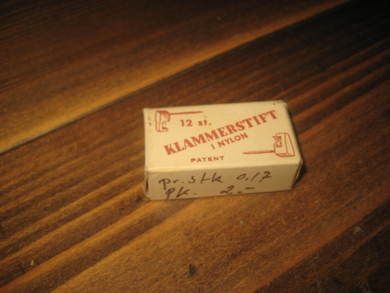 12 st.
KLAMMERSTIFT
I NYLON
PATENT
pr. stk 0.17
pk. 2.-